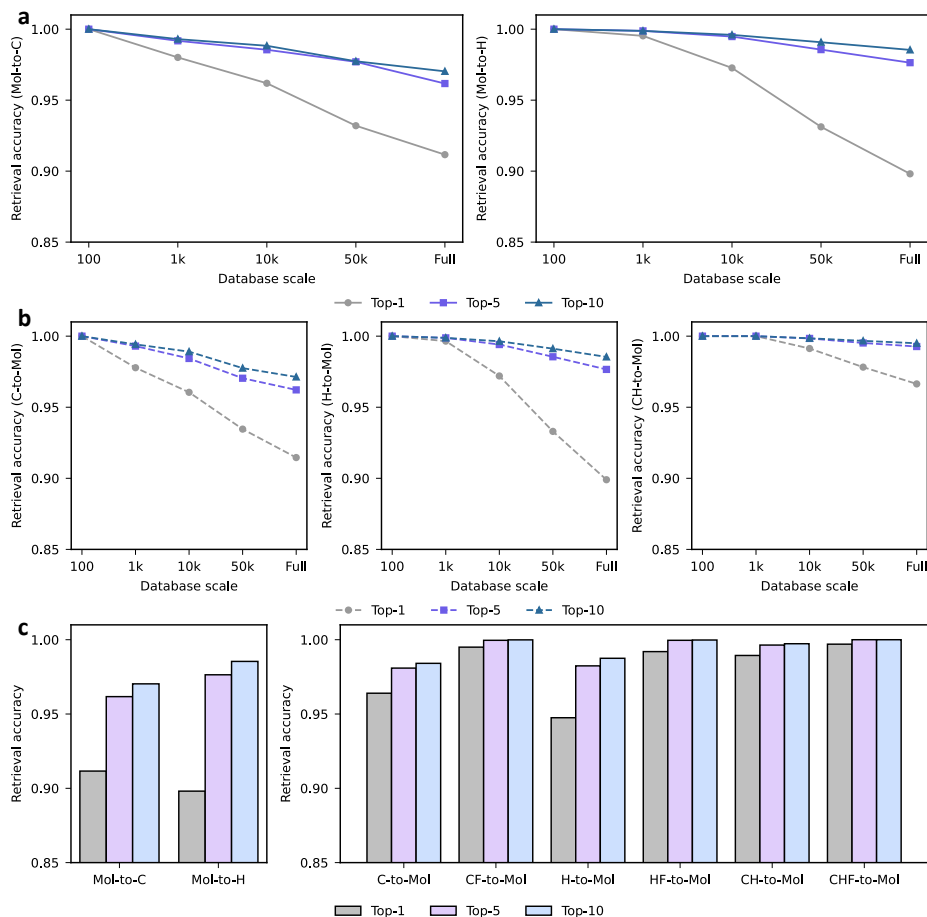 a
Retrieval accuracy (Mol-to-C)
1.00
0.95
0.90
0.85
100 1k 10k 50k Full
Database scale
Retrieval accuracy (Mol-to-H)
1.00
0.95
0.90
0.85
100 1k 10k 50k Full
Database scale
Top-1 Top-5 Top-10
b
Retrieval accuracy (C-to-Mol)
1.00
0.95
0.90
0.85
100 1k 10k 50k Full
Database scale
Retrieval accuracy (H-to-Mol)
1.00
0.95
0.90
0.85
100 1k 10k 50k Full
Database scale
Retrieval accuracy (CH-to-Mol)
1.00
0.95
0.90
0.85
100 1k 10k 50k Full
Database scale
Top-1 Top-5 Top-10
c
Retrieval accuracy
1.00
0.95
0.90
0.85
Mol-to-C Mol-to-H
Retrieval accuracy
1.00
0.95
0.90
0.85
C-to-Mol CF-to-Mol H-to-Mol HF-to-Mol CH-to-Mol CHF-to-Mol
Top-1 Top-5 Top-10